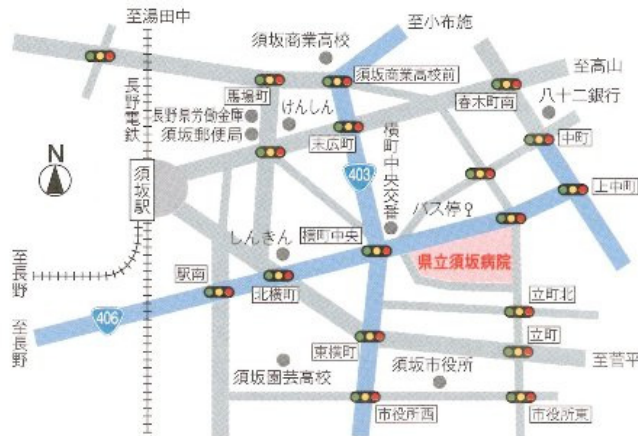 至湯田中
須坂商業高校
至小布施
至高山
須坂商業高校前
馬場町
春木町南
八十二銀行
長野電鉄
長野県労働金庫
けんしん
須坂郵便局
末広町
中町
N
403
横町中央交番
上中町
須坂駅
バス停
しんきん
横町中央
県立須坂病院
至長野
駅南
北横町
立町北
406
至長野
東横町
立町
至菅平
須坂園芸高校
須坂市役所
市役所西
市役所東